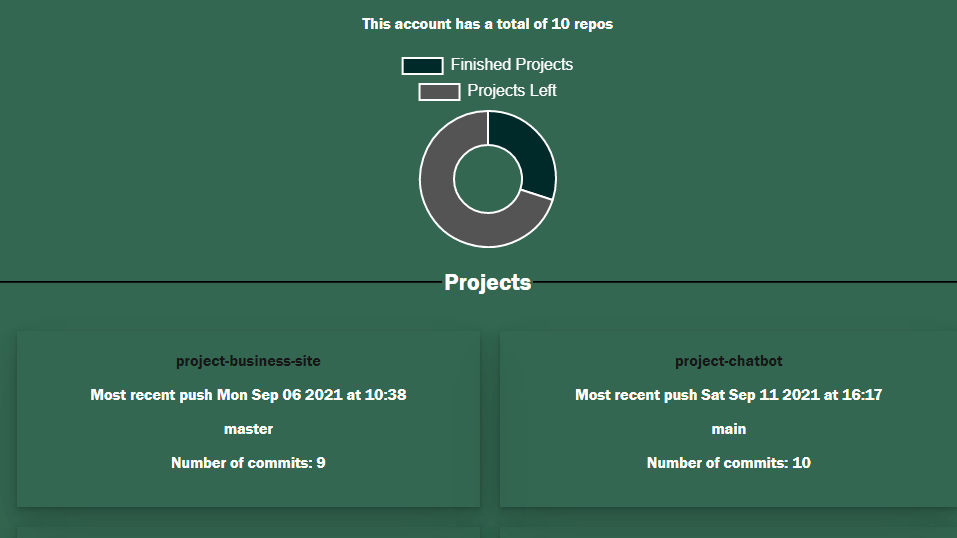 This account has a total of 10 repos
Finished Projects
Projects Left
Projects
project-business-site
Most recent push Mon Sep 06 2021 at 10:38
master
Number of commits: 9
project-chatbot
Most recent push Sat Sep 11 2021 at 16:17
main
Number of commits: 10